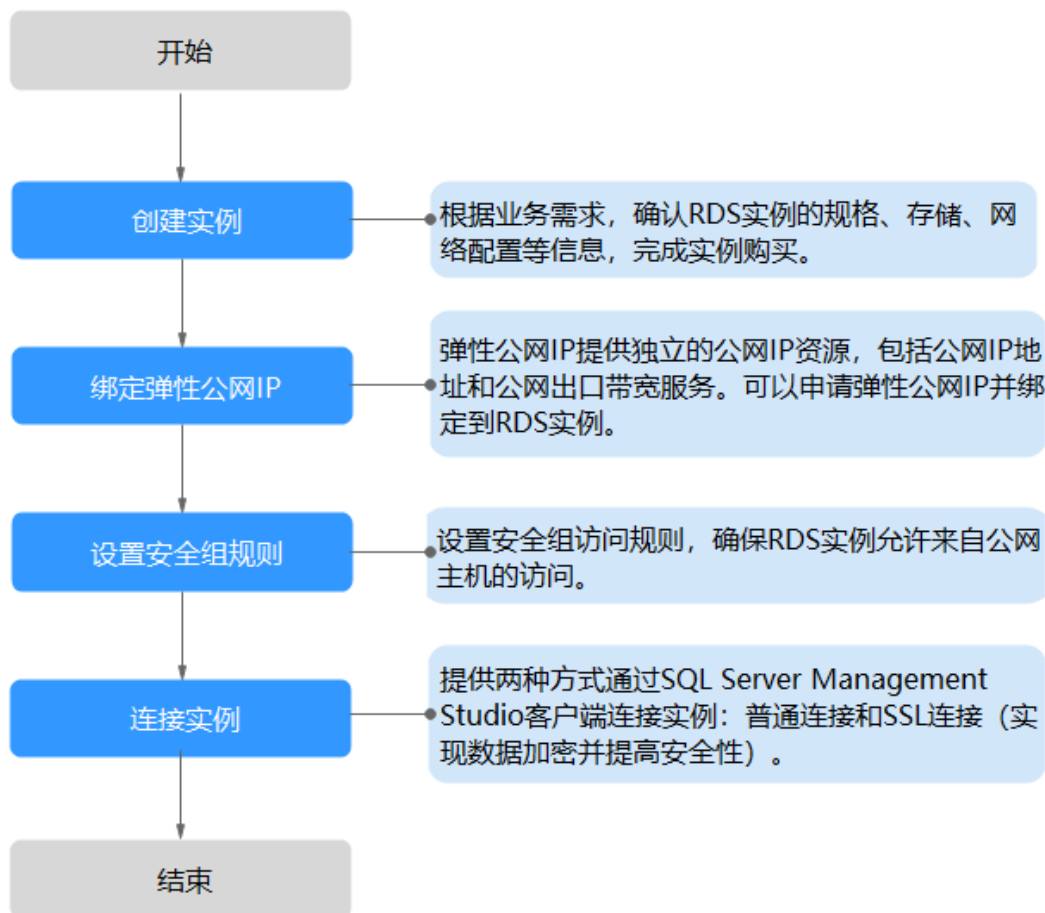 开始
创建实例
根据业务需求，确认RDS实例的规格、存储、网
络配置等信息，完成实例购买。
绑定弹性公网IP
弹性公网IP提供独立的公网IP资源，包括公网IP地
址和公网出口带宽服务。可以申请弹性公网IP并绑
定到RDS实例。
设置安全组规则
设置安全组访问规则，确保RDS实例允许来自公网
主机的访问。
连接实例
提供两种方式通过SQL Server Management
Studio客户端连接实例：普通连接和SSL连接（实
现数据加密并提高安全性）。
结束